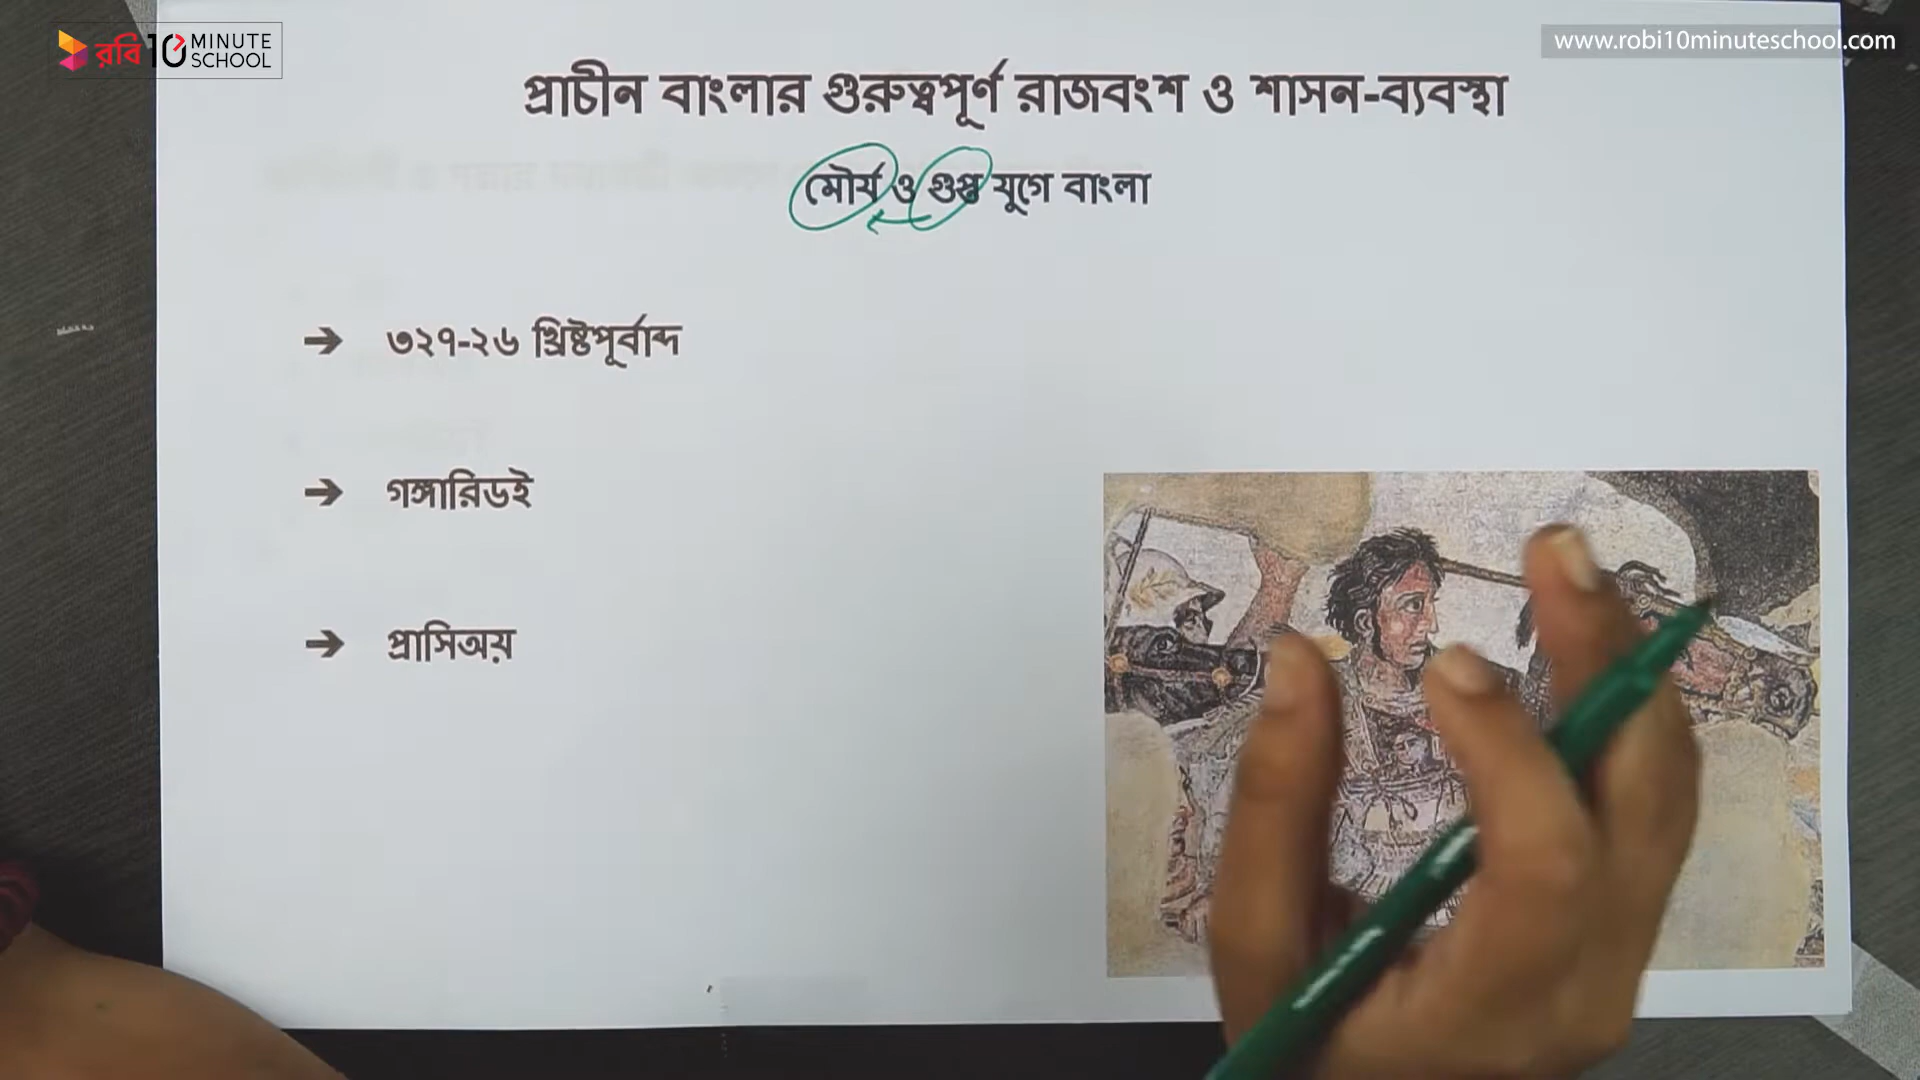 রবি 10 MINUTE SCHOOL
www.robi10minuteschool.com
প্রাচীন বাংলার গুরুত্বপূর্ণ রাজবংশ ও শাসন-ব্যবস্থা
মৌর্য ও গুপ্ত যুগে বাংলা
→ ৩২৭-২৬ খ্রিষ্টপূর্বাব্দ
→ গঙ্গারিডই
→ প্রাসিঅয়